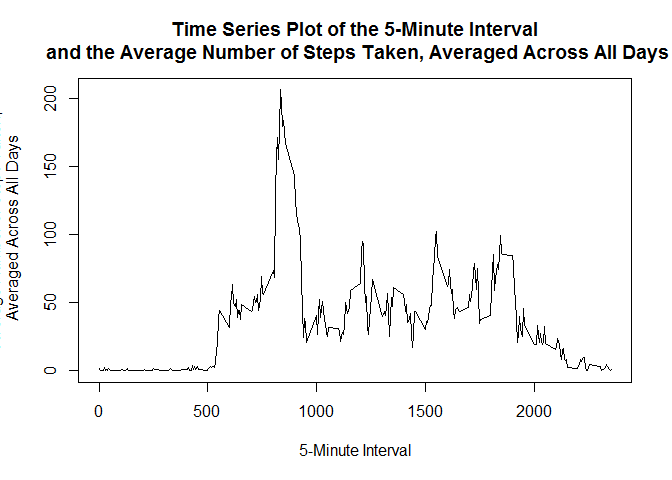 Time Series Plot of the 5-Minute Interval
and the Average Number of Steps Taken, Averaged Across All Days
Averaged Across All Days
200
150
100
50
0
0
500
1000
1500
2000
5-Minute Interval